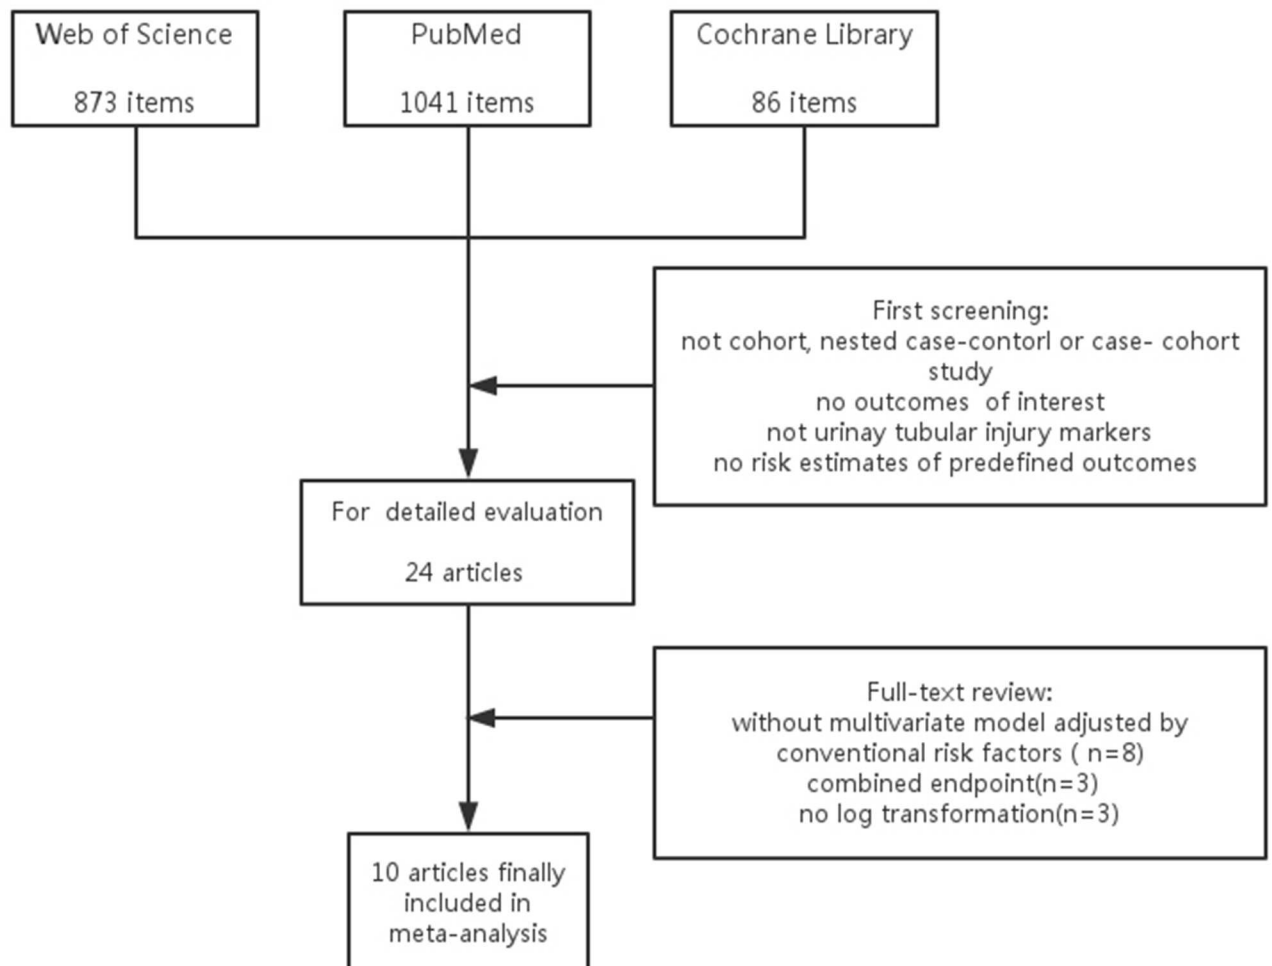 Web of Science
873 items
PubMed
1041 items
Cochrane Library
86 items
First screening:
not cohort, nested case-contorl or case- cohort
study
no outcomes  of interest
not urinay tubular injury markers
no risk estimates of predefined outcomes
For  detailed evaluation
24 articles
Full-text review:
without multivariate model adjusted by
conventional risk factors ( n=8)
combined endpoint(n=3)
no log transformation(n=3)
10 articles finally
included in
meta-analysis